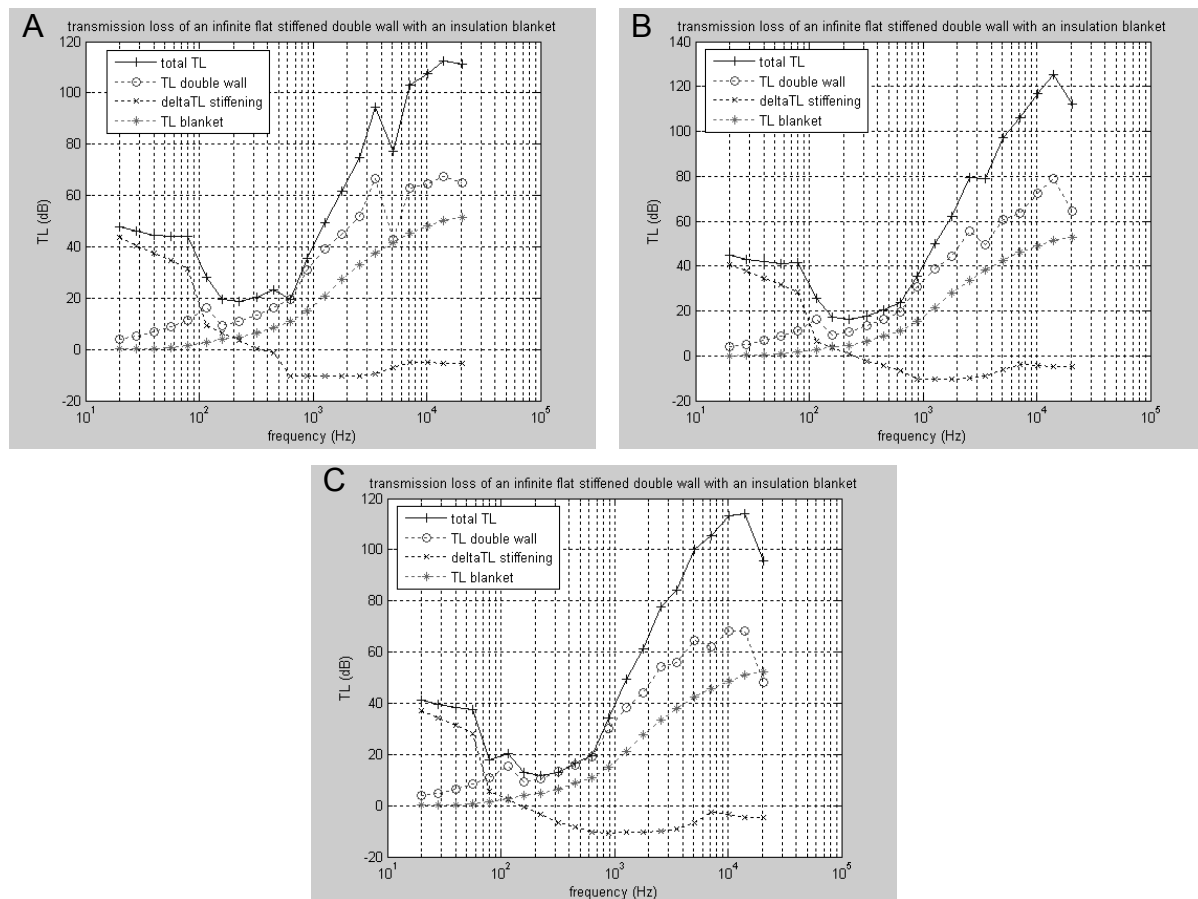 A
transmission loss of an infinite flat stiffened double wall with an insulation blanket
120
100
80
60
40
20
0
-20
TL (dB)
total TL
TL double wall
deltaTL stiffening
TL blanket
10^1
10^2
10^3
10^4
10^5
frequency (Hz)
B
transmission loss of an infinite flat stiffened double wall with an insulation blanket
140
120
100
80
60
40
20
0
-20
TL (dB)
total TL
TL double wall
deltaTL stiffening
TL blanket
10^1
10^2
10^3
10^4
10^5
frequency (Hz)
C
transmission loss of an infinite flat stiffened double wall with an insulation blanket
120
100
80
60
40
20
0
-20
TL (dB)
total TL
TL double wall
deltaTL stiffening
TL blanket
10^1
10^2
10^3
10^4
10^5
frequency (Hz)